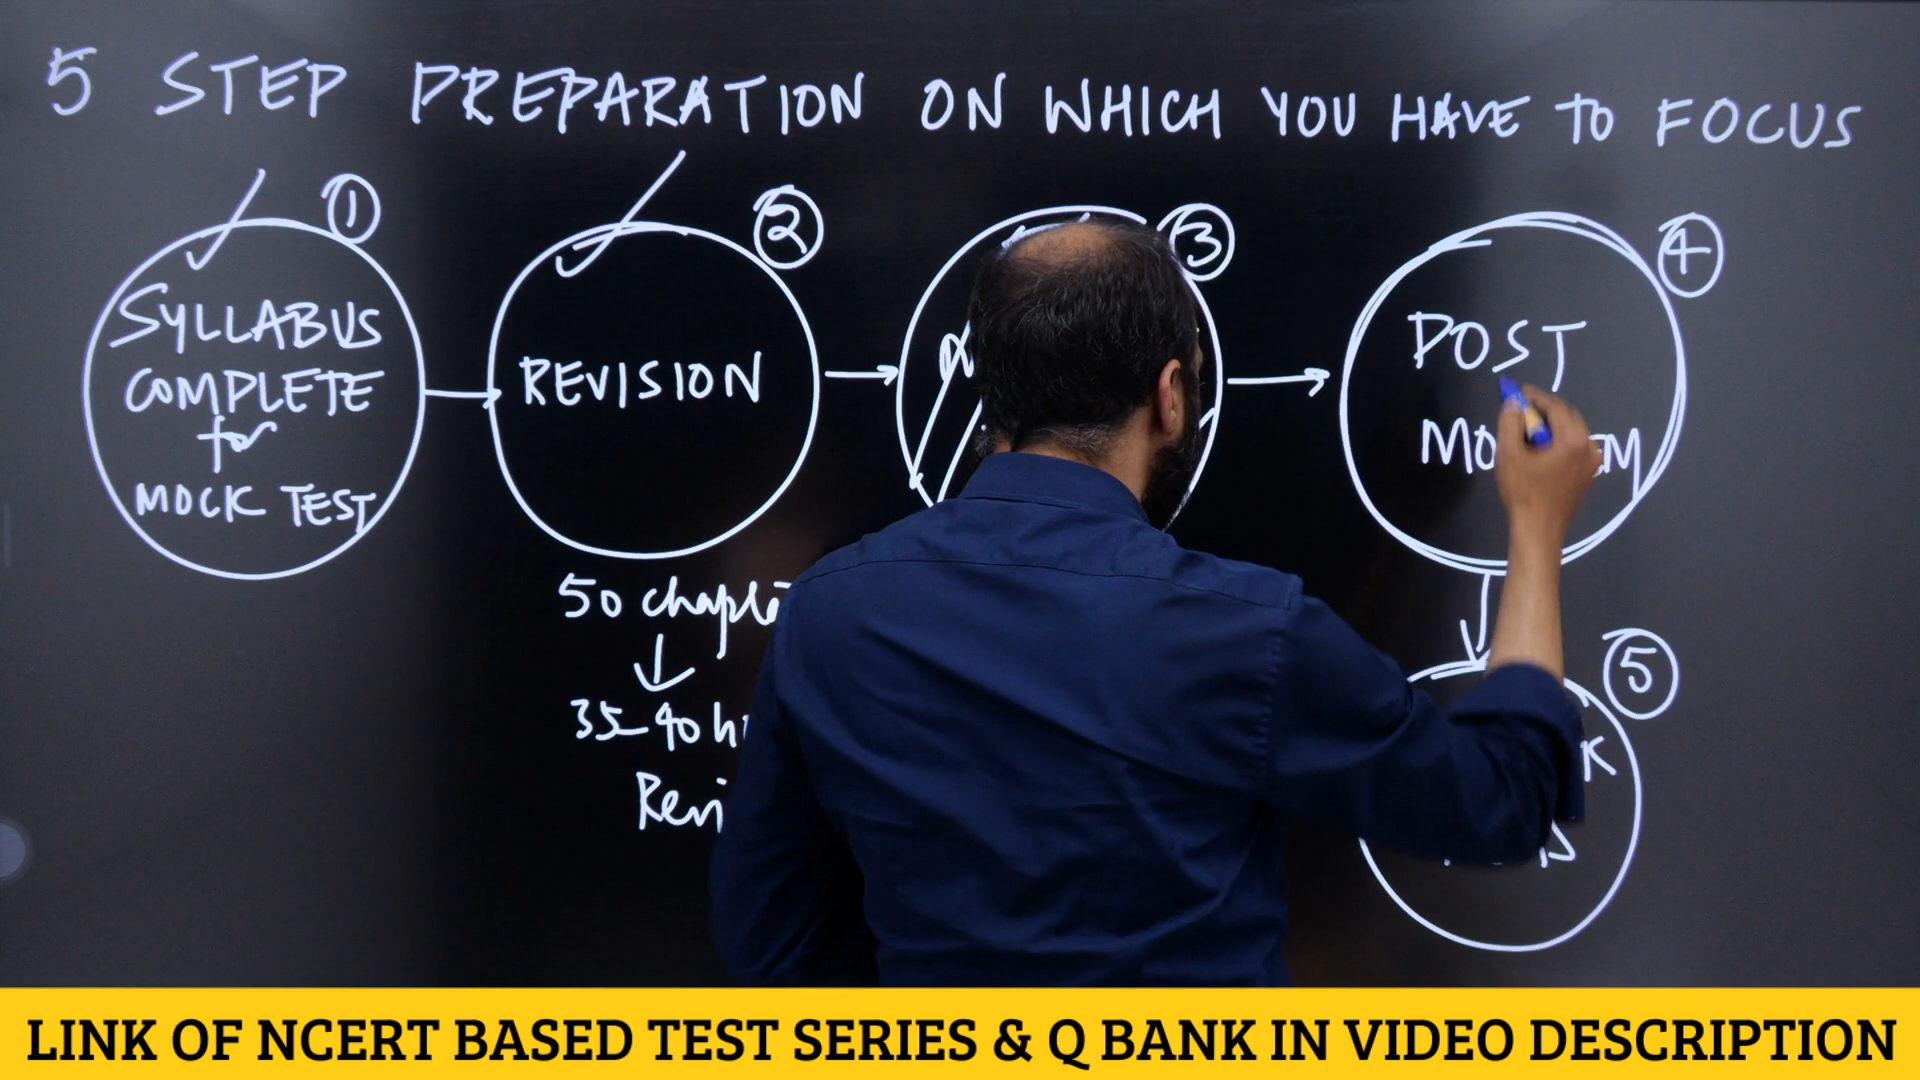 5 STEP PREPARATION ON WHICH YOU HAVE TO FOCUS
1
SYLLABUS
COMPLETE
for
MOCK TEST
2
REVISION
50
35-40
3
4
POST
5
LINK OF NCERT BASED TEST SERIES & Q BANK IN VIDEO DESCRIPTION